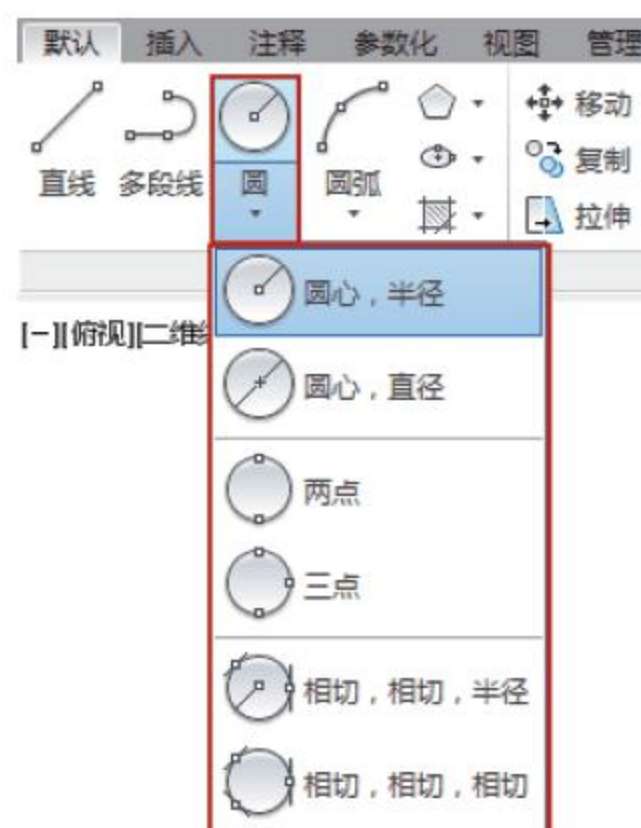 默认 插入 注释 参数化 视图 管理
移动
复制
直线 多段线 圆 圆弧
拉伸
圆心，半径
[−][俯视][二维
圆心，直径
两点
三点
相切，相切，半径
相切，相切，相切